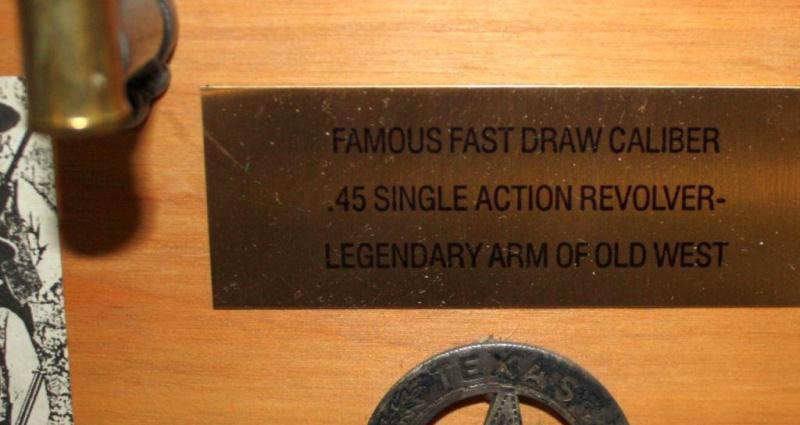 FAMOUS FAST DRAW CALIBER
.45 SINGLE ACTION REVOLVER-
LEGENDARY ARM OF OLD WEST
TEXAS